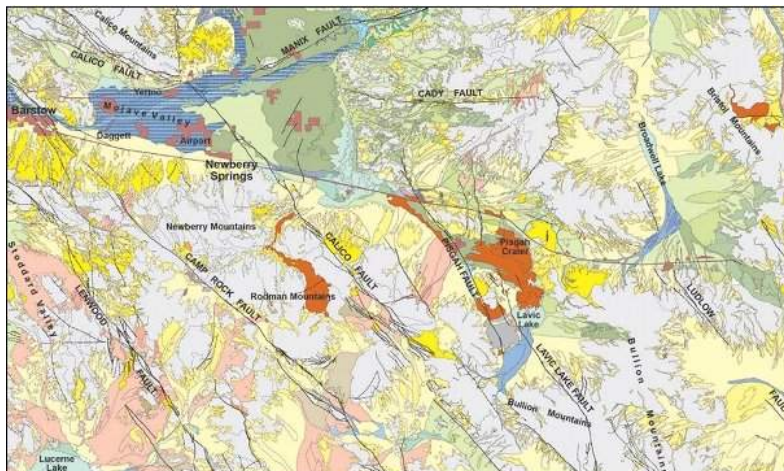 Calico Mountains
CALICO FAULT
MANIX FAULT
Yermo
Barstow
Mojave Valley
Daggett
Airport
Newberry
Springs
CADY FAULT
Broadwell Lake
Bristol Mountains
Newberry Mountains
CALICO FAULT
PISGAH FAULT
Pisgah
Crater
Stoddard Valley
LENWOOD
FAULT
CAMP ROCK FAULT
Rodman Mountains
Lavic
Lake
LUDLOW
LAVIC LAKE FAULT
Bullion Mountains
Bullion Mountains
FAU
Lucerne
Lake